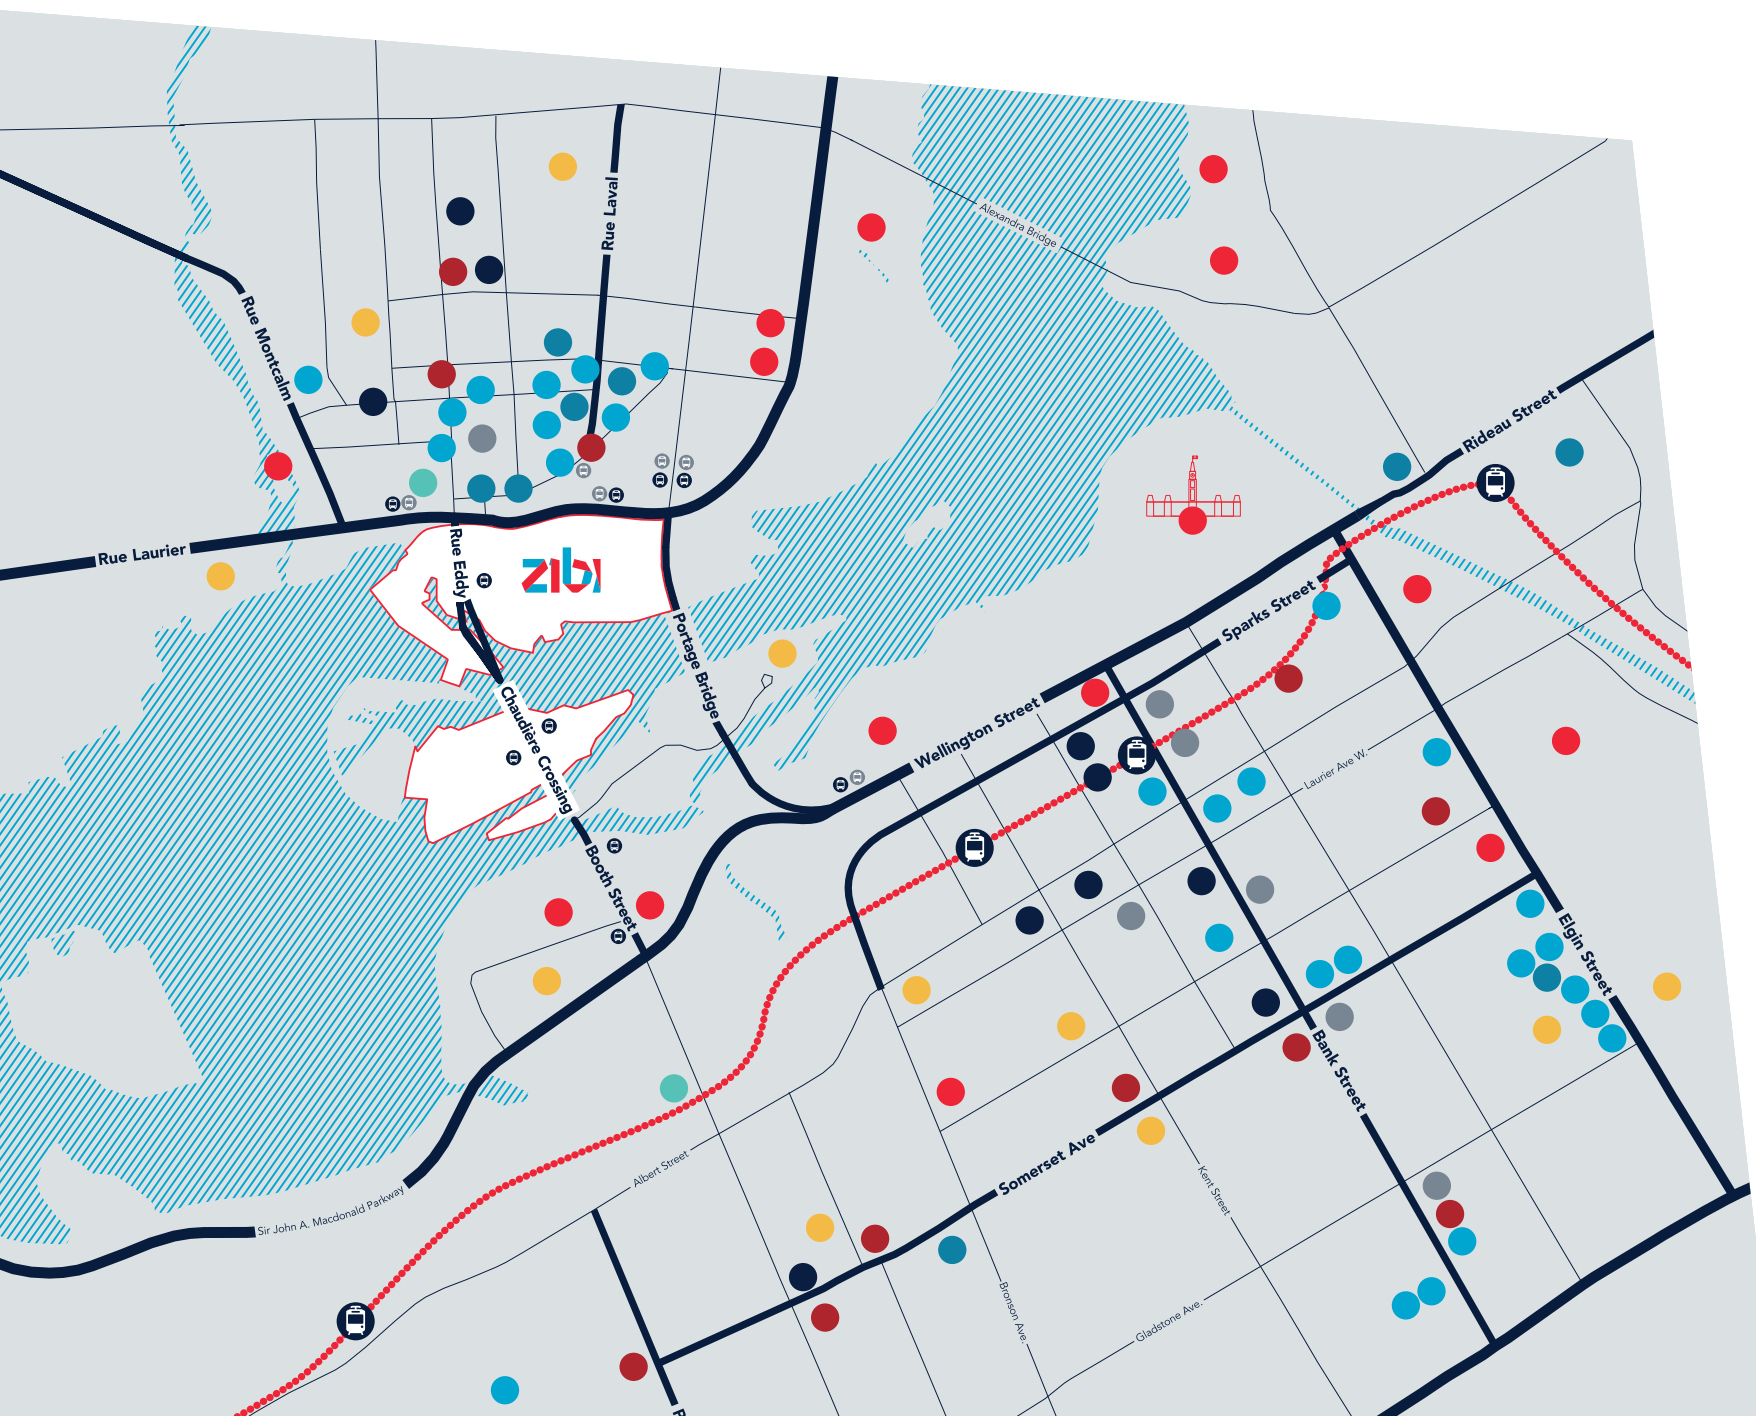 Rue Laval
Alexandra Bridge
Rue Montcalm
Rideau Street
Rue Laurier
Rue Eddy
zibi
Sparks Street
Portage Bridge
Chaudière Crossing
Wellington Street
Laurier Ave W.
Booth Street
Elgin Street
Bank Street
Albert Street
Somerset Ave
Kent Street
Sir John A. Macdonald Parkway
Bronson Ave.
Gladstone Ave.